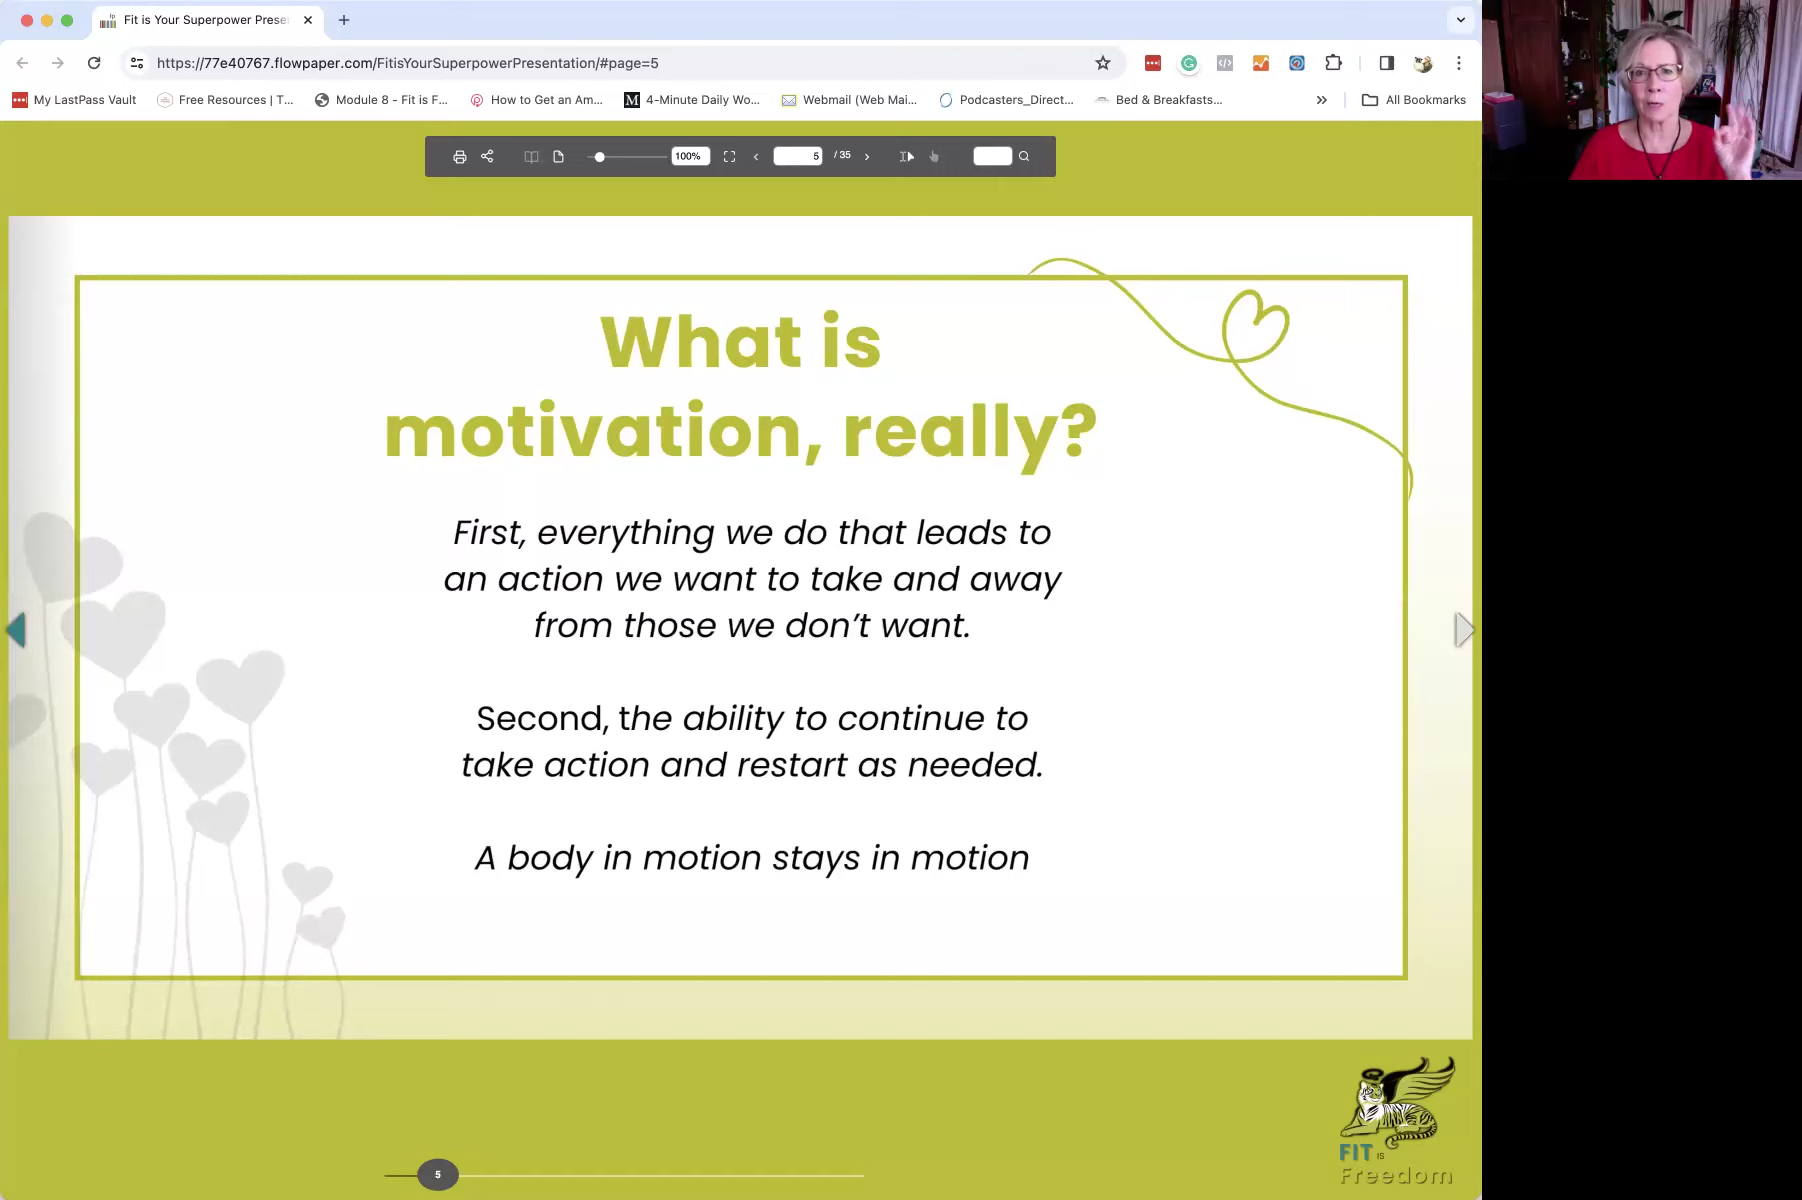 Fit is Your Superpower Prese
https://77e40767.flowpaper.com/FitisYourSuperpowerPresentation/#page=5
My LastPass Vault
Free Resources | T...
Module 8 - Fit is F...
How to Get an Am...
M 4-Minute Daily Wo...
Webmail (Web Mai...
Podcasters_Direct...
Bed & Breakfasts...
All Bookmarks
100%
5 / 35
What is
motivation, really?
First, everything we do that leads to
an action we want to take and away
from those we don't want.
Second, the ability to continue to
take action and restart as needed.
A body in motion stays in motion
FIT IS
Freedom
5